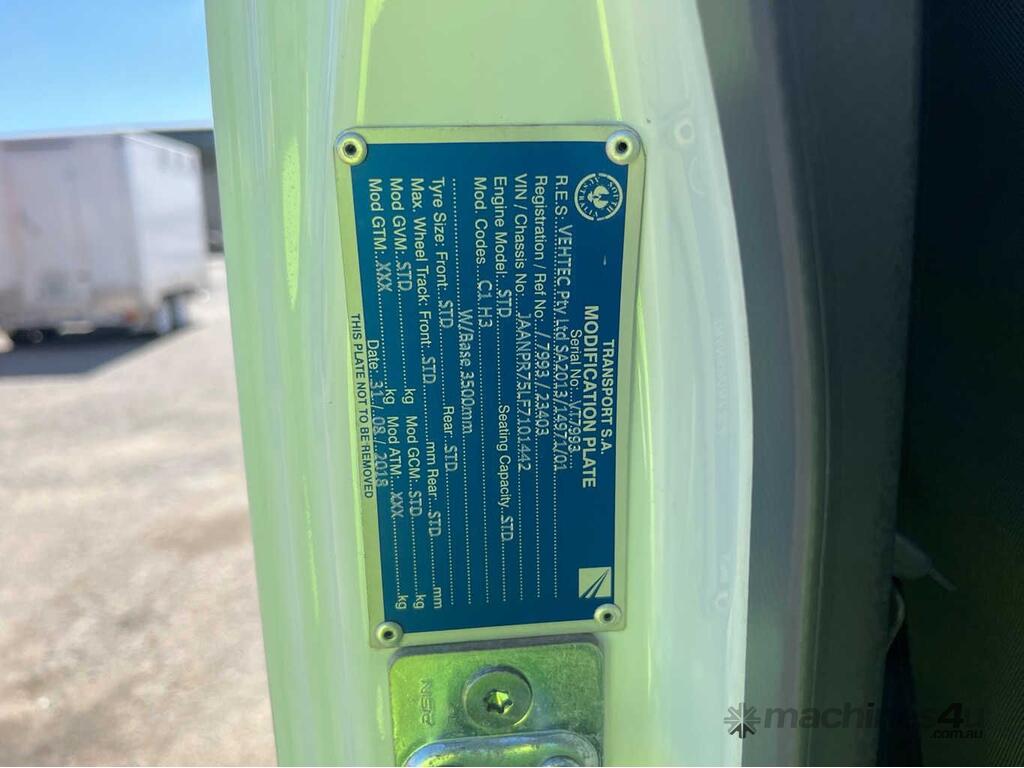 TRANSPORT S.A.
MODIFICATION PLATE
Serial No: VT7993
R.E.S: VEHTEC Pty Ltd SA2013/14971/01
Registration / Ref No: / 7993 / 23403
VIN / Chassis No: JAANPR75LF7101442
Engine Model: STD Seating Capacity STD
Mod. Codes C1 H3
W/Base 3500mm
Tyre Size: Front STD Rear: STD
Max. Wheel Track: Front: STD mm Rear: STD mm
Mod GVM: STD kg Mod GCM: STD kg
Mod GTM: XXX kg Mod ATM: XXX kg
Date: 31 / 08 / 2018
THIS PLATE NOT TO BE REMOVED
machines4u
.com.au